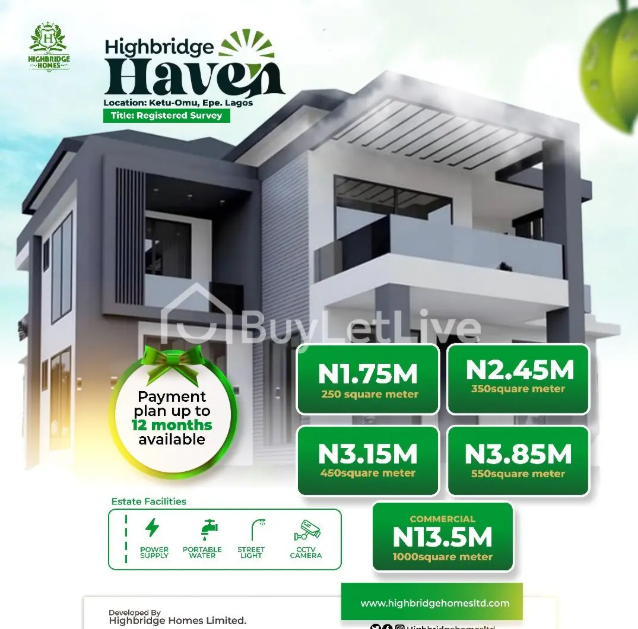 HIGHBRIDGE
HOMES
Highbridge
Haven
Location: Ketu-Omu, Epe. Lagos
Title: Registered Survey
BuyLetLive
Payment
plan up to
12 months
available
N1.75M
250 square meter
N2.45M
350square meter
N3.15M
450square meter
N3.85M
550square meter
COMMERCIAL
N13.5M
1000square meter
Estate Facilities
POWER
SUPPLY
PORTABLE
WATER
STREET
LIGHT
CCTV
CAMERA
www.highbridgehomesltd.com
Developed By
Highbridge Homes Limited.
Highbridgehomesltd